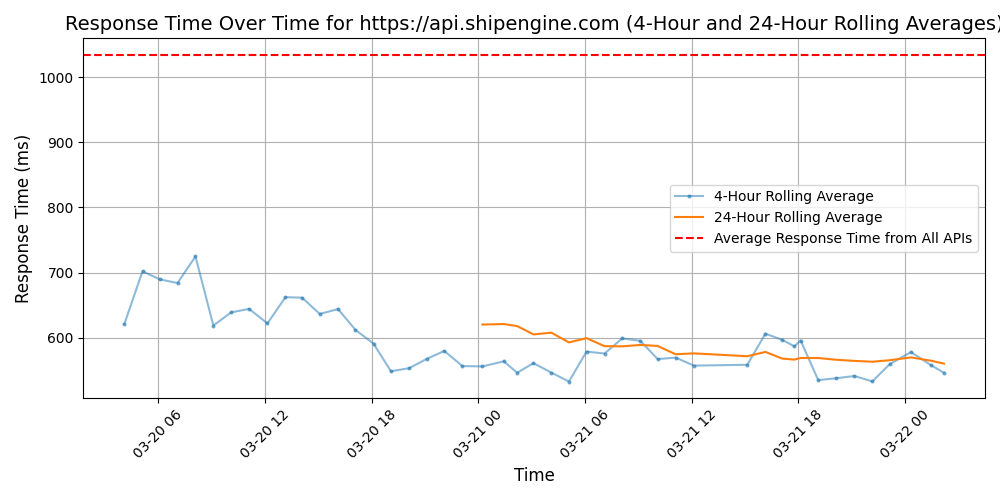 Response Time Over Time for https://api.shipengine.com (4-Hour and 24-Hour Rolling Averages)
Response Time (ms)
1000
900
800
700
600
4-Hour Rolling Average
24-Hour Rolling Average
Average Response Time from All APIs
03-20 06
03-20 12
03-20 18
03-21 00
03-21 06
03-21 12
03-21 18
03-22 00
Time